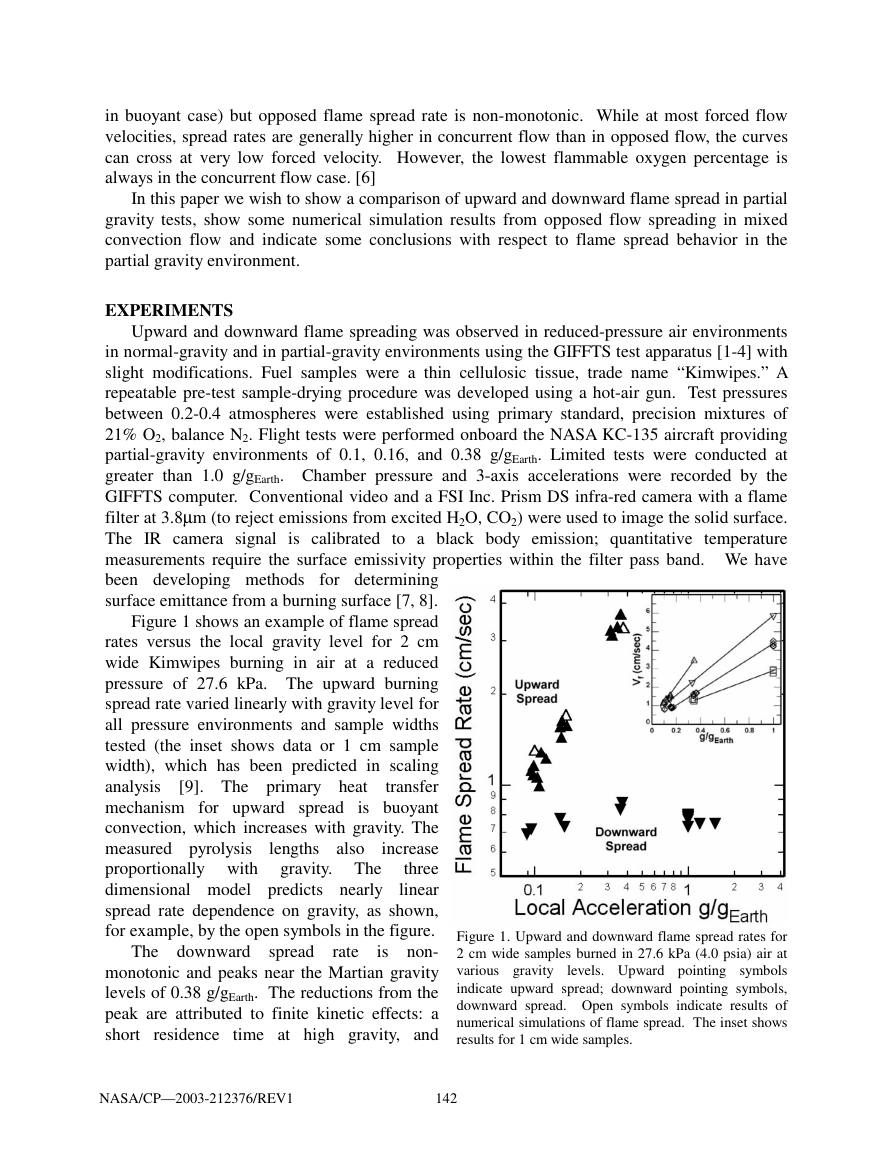 in buoyant case) but opposed flame spread rate is non-monotonic. While at most forced flow
velocities, spread rates are generally higher in concurrent flow than in opposed flow, the curves
can cross at very low forced velocity. However, the lowest flammable oxygen percentage is
always in the concurrent flow case. [6]
In this paper we wish to show a comparison of upward and downward flame spread in partial
gravity tests, show some numerical simulation results from opposed flow spreading in mixed
convection flow and indicate some conclusions with respect to flame spread behavior in the
partial gravity environment.
EXPERIMENTS
Upward and downward flame spreading was observed in reduced-pressure air environments
in normal-gravity and in partial-gravity environments using the GIFFTS test apparatus [1-4] with
slight modifications. Fuel samples were a thin cellulosic tissue, trade name “Kimwipes.” A
repeatable pre-test sample-drying procedure was developed using a hot-air gun. Test pressures
between 0.2-0.4 atmospheres were established using primary standard, precision mixtures of
21% O2, balance N2. Flight tests were performed onboard the NASA KC-135 aircraft providing
partial-gravity environments of 0.1, 0.16, and 0.38 g/gEarth. Limited tests were conducted at
greater than 1.0 g/gEarth. Chamber pressure and 3-axis accelerations were recorded by the
GIFFTS computer. Conventional video and a FSI Inc. Prism DS infra-red camera with a flame
filter at 3.8μm (to reject emissions from excited H2O, CO2) were used to image the solid surface.
The IR camera signal is calibrated to a black body emission; quantitative temperature
measurements require the surface emissivity properties within the filter pass band. We have
been developing methods for determining
surface emittance from a burning surface [7, 8].
Figure 1 shows an example of flame spread
rates versus the local gravity level for 2 cm
wide Kimwipes burning in air at a reduced
pressure of 27.6 kPa. The upward burning
spread rate varied linearly with gravity level for
all pressure environments and sample widths
tested (the inset shows data or 1 cm sample
width), which has been predicted in scaling
analysis [9]. The primary heat transfer
mechanism for upward spread is buoyant
convection, which increases with gravity. The
measured pyrolysis lengths also increase
proportionally with gravity. The three
dimensional model predicts nearly linear
spread rate dependence on gravity, as shown,
for example, by the open symbols in the figure.
The downward spread rate is non-
monotonic and peaks near the Martian gravity
levels of 0.38 g/gEarth. The reductions from the
peak are attributed to finite kinetic effects: a
short residence time at high gravity, and
Flame Spread Rate (cm/sec)
4
3
2
1
9
8
7
6
5
Upward
Spread
Downward
Spread
0.1 2 3 4 5 6 7 8 1 2 3 4
Local Acceleration g/gEarth
Vf (cm/sec)
6
5
4
3
2
1
0
0 0.2 0.4 0.6 0.8 1
g/gEarth
Figure 1. Upward and downward flame spread rates for
2 cm wide samples burned in 27.6 kPa (4.0 psia) air at
various gravity levels. Upward pointing symbols
indicate upward spread; downward pointing symbols,
downward spread. Open symbols indicate results of
numerical simulations of flame spread. The inset shows
results for 1 cm wide samples.
NASA/CP—2003-212376/REV1 142